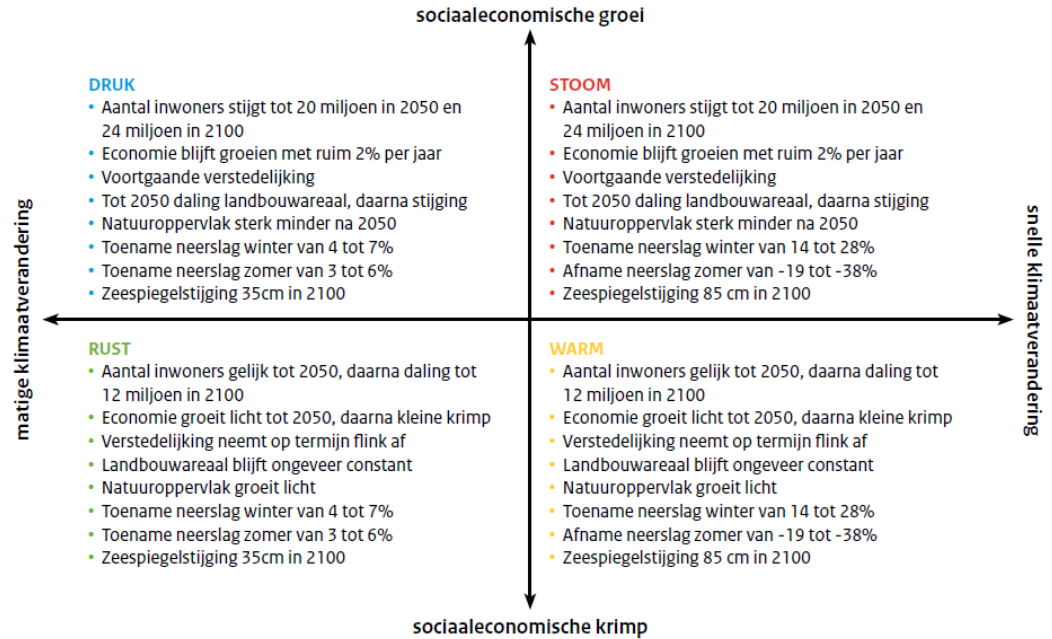 sociaaleconomische groei
DRUK
• Aantal inwoners stijgt tot 20 miljoen in 2050 en
24 miljoen in 2100
• Economie blijft groeien met ruim 2% per jaar
• Voortgaande verstedelijking
• Tot 2050 daling landbouwareaal, daarna stijging
• Natuuroppervlak sterk minder na 2050
• Toename neerslag winter van 4 tot 7%
• Toename neerslag zomer van 3 tot 6%
• Zeespiegelstijging 35cm in 2100
STOOM
• Aantal inwoners stijgt tot 20 miljoen in 2050 en
24 miljoen in 2100
• Economie blijft groeien met ruim 2% per jaar
• Voortgaande verstedelijking
• Tot 2050 daling landbouwareaal, daarna stijging
• Natuuroppervlak sterk minder na 2050
• Toename neerslag winter van 14 tot 28%
• Afname neerslag zomer van -19 tot -38%
• Zeespiegelstijging 85 cm in 2100
matige klimaatverandering
snelle klimaatverandering
RUST
• Aantal inwoners gelijk tot 2050, daarna daling tot
12 miljoen in 2100
• Economie groeit licht tot 2050, daarna kleine krimp
• Verstedelijking neemt op termijn flink af
• Landbouwareaal blijft ongeveer constant
• Natuuroppervlak groeit licht
• Toename neerslag winter van 4 tot 7%
• Toename neerslag zomer van 3 tot 6%
• Zeespiegelstijging 35cm in 2100
WARM
• Aantal inwoners gelijk tot 2050, daarna daling tot
12 miljoen in 2100
• Economie groeit licht tot 2050, daarna kleine krimp
• Verstedelijking neemt op termijn flink af
• Landbouwareaal blijft ongeveer constant
• Natuuroppervlak groeit licht
• Toename neerslag winter van 14 tot 28%
• Afname neerslag zomer van -19 tot -38%
• Zeespiegelstijging 85 cm in 2100
sociaaleconomische krimp